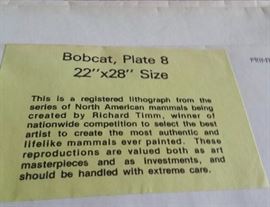 Bobcat, Plate 8
22"x28" Size
This is a registered lithograph from the
series of North American mammals being
created by Richard Timm, winner of
nationwide competition to select the best
artist to create the most authentic and
lifelike mammals ever painted. These
reproductions are valued both as art
masterpieces and as investments, and
should be handled with extreme care.